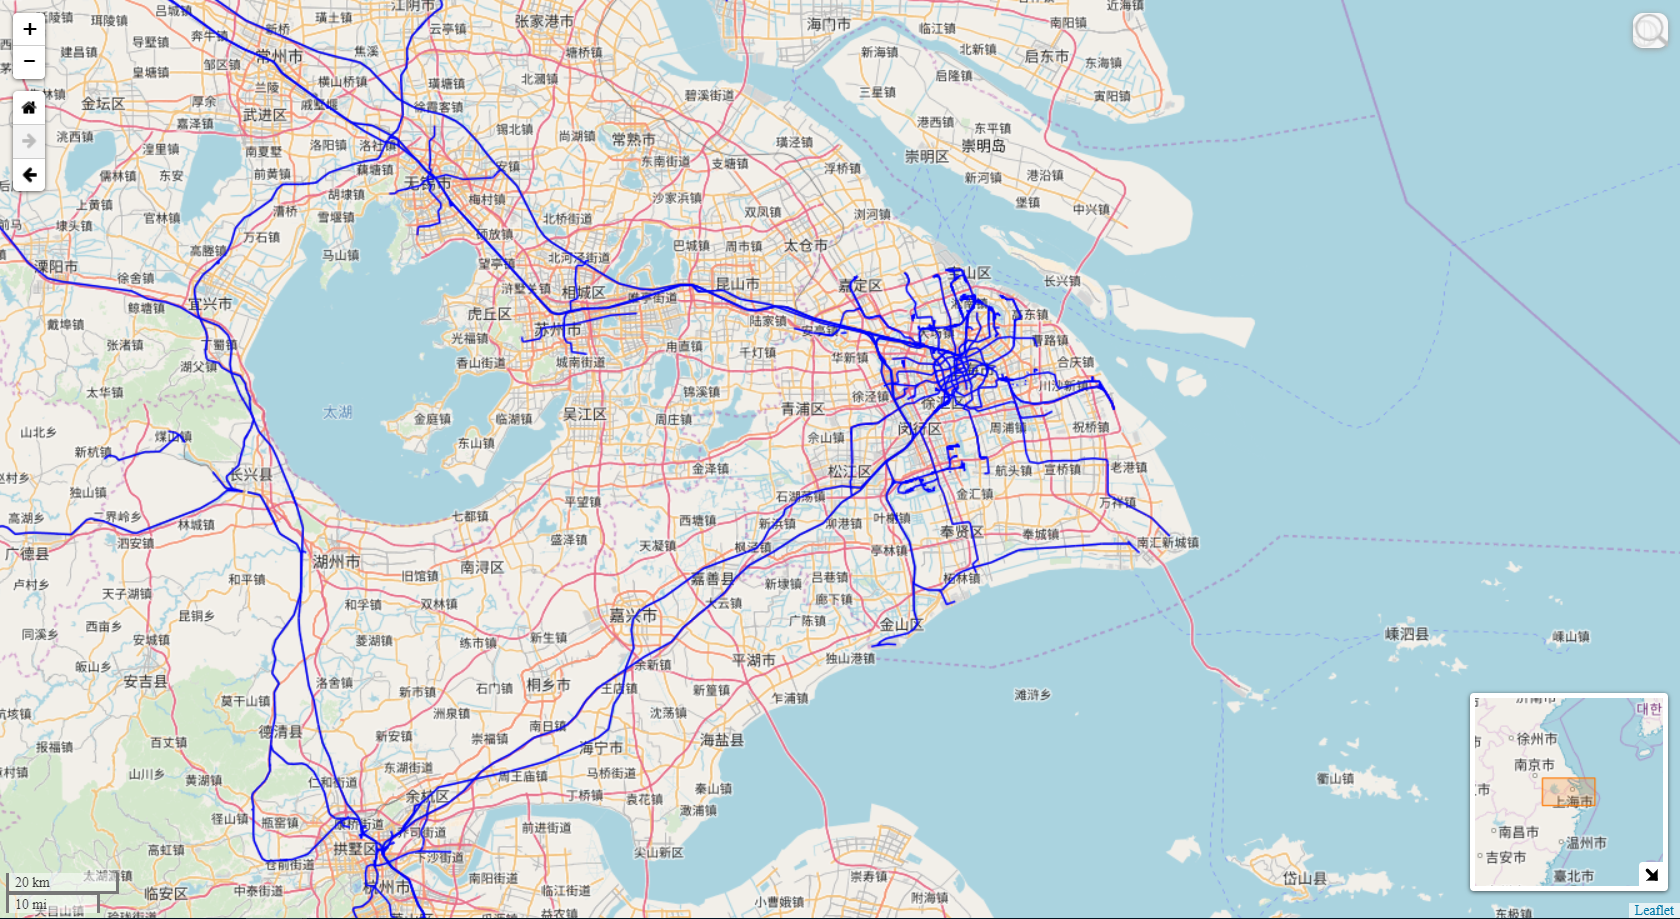 吕城镇
珥陵镇
璜土镇
新桥
江阴市
云亭镇
张家港市
海门市
临江镇
南阳镇
近海镇
奔牛镇
导墅镇
建昌镇
常州市
焦溪
塘桥镇
新海镇
北新镇
启东市
东海镇
皇塘镇
邹区镇
横山桥镇
璜塘镇
北漍镇
启隆镇
兰陵
碧溪街道
三星镇
寅阳镇
金坛区
厚余
戚墅堰
徐霞客镇
武进区
嘉泽镇
锡北镇
尚湖镇
常熟市
港西镇
东平镇
洮西镇
湟里镇
南夏墅
洛阳镇
洛社镇
璜泾镇
崇明岛
崇明区
儒林镇
东安
前黄镇
藕塘镇
安镇
东南街道
支塘镇
浮桥镇
新河镇
港沿镇
无锡市
上黄镇
胡埭镇
梅村镇
沙家浜镇
堡镇
中兴镇
官林镇
漕桥
雪堰镇
北桥街道
双凤镇
浏河镇
前马
埭头镇
万石镇
硕放镇
巴城镇
周市镇
太仓市
高塍镇
马山镇
望亭镇
北河泾街道
溧阳市
徐舍镇
浒墅关镇
相城区
昆山市
嘉定区
宝山区
长兴镇
宜兴市
鲸塘镇
唯亭街道
虎丘区
高东镇
戴埠镇
苏州市
陆家镇
安亭镇
张渚镇
丁蜀镇
光福镇
甪直镇
千灯镇
华新镇
曹路镇
湖父镇
香山街道
城南街道
合庆镇
太华镇
锦溪镇
徐泾镇
川沙新镇
太湖
金庭镇
临湖镇
吴江区
周庄镇
青浦区
徐汇区
山北乡
煤山镇
东山镇
佘山镇
闵行区
周浦镇
祝桥镇
新杭镇
长兴县
金泽镇
松江区
航头镇
宣桥镇
老港镇
独山镇
平望镇
石湖荡镇
金汇镇
万祥镇
高湖乡
二界岭乡
林城镇
七都镇
西塘镇
新浜镇
泖港镇
叶榭镇
奉贤区
奉城镇
泗安镇
盛泽镇
天凝镇
枫泾镇
亭林镇
南汇新城镇
广德县
湖州市
旧馆镇
南浔区
嘉善县
新埭镇
吕巷镇
柘林镇
卢村乡
和平镇
天子湖镇
和孚镇
双林镇
大云镇
廊下镇
昆铜乡
嘉兴市
广陈镇
金山区
西亩乡
同溪乡
安城镇
菱湖镇
练市镇
新生镇
嵊泗县
嵊山镇
皈山乡
余新镇
平湖市
独山港镇
安吉县
洛舍镇
新市镇
石门镇
桐乡市
王店镇
新篁镇
乍浦镇
滩浒乡
莫干山镇
洲泉镇
沈荡镇
德清县
新安镇
崇福镇
南日镇
海宁市
海盐县
报福镇
百丈镇
山川乡
黄湖镇
仁和街道
东湖街道
周王庙镇
马桥街道
秦山镇
衢山镇
余杭区
丁桥镇
袁花镇
澉浦镇
径山镇
瓶窑镇
康桥街道
乔司街道
前进街道
高虹镇
拱墅区
仓前街道
下沙街道
尖山新区
太湖源镇
临安区
中泰街道
杭州市
南阳街道
临江街道
崇寿镇
岱山县
小曹娥镇
附海镇
益农镇
东极镇
20 km
10 mi
徐州市
南京市
上海市
南昌市
温州市
吉安市
臺北市
대한
Leaflet